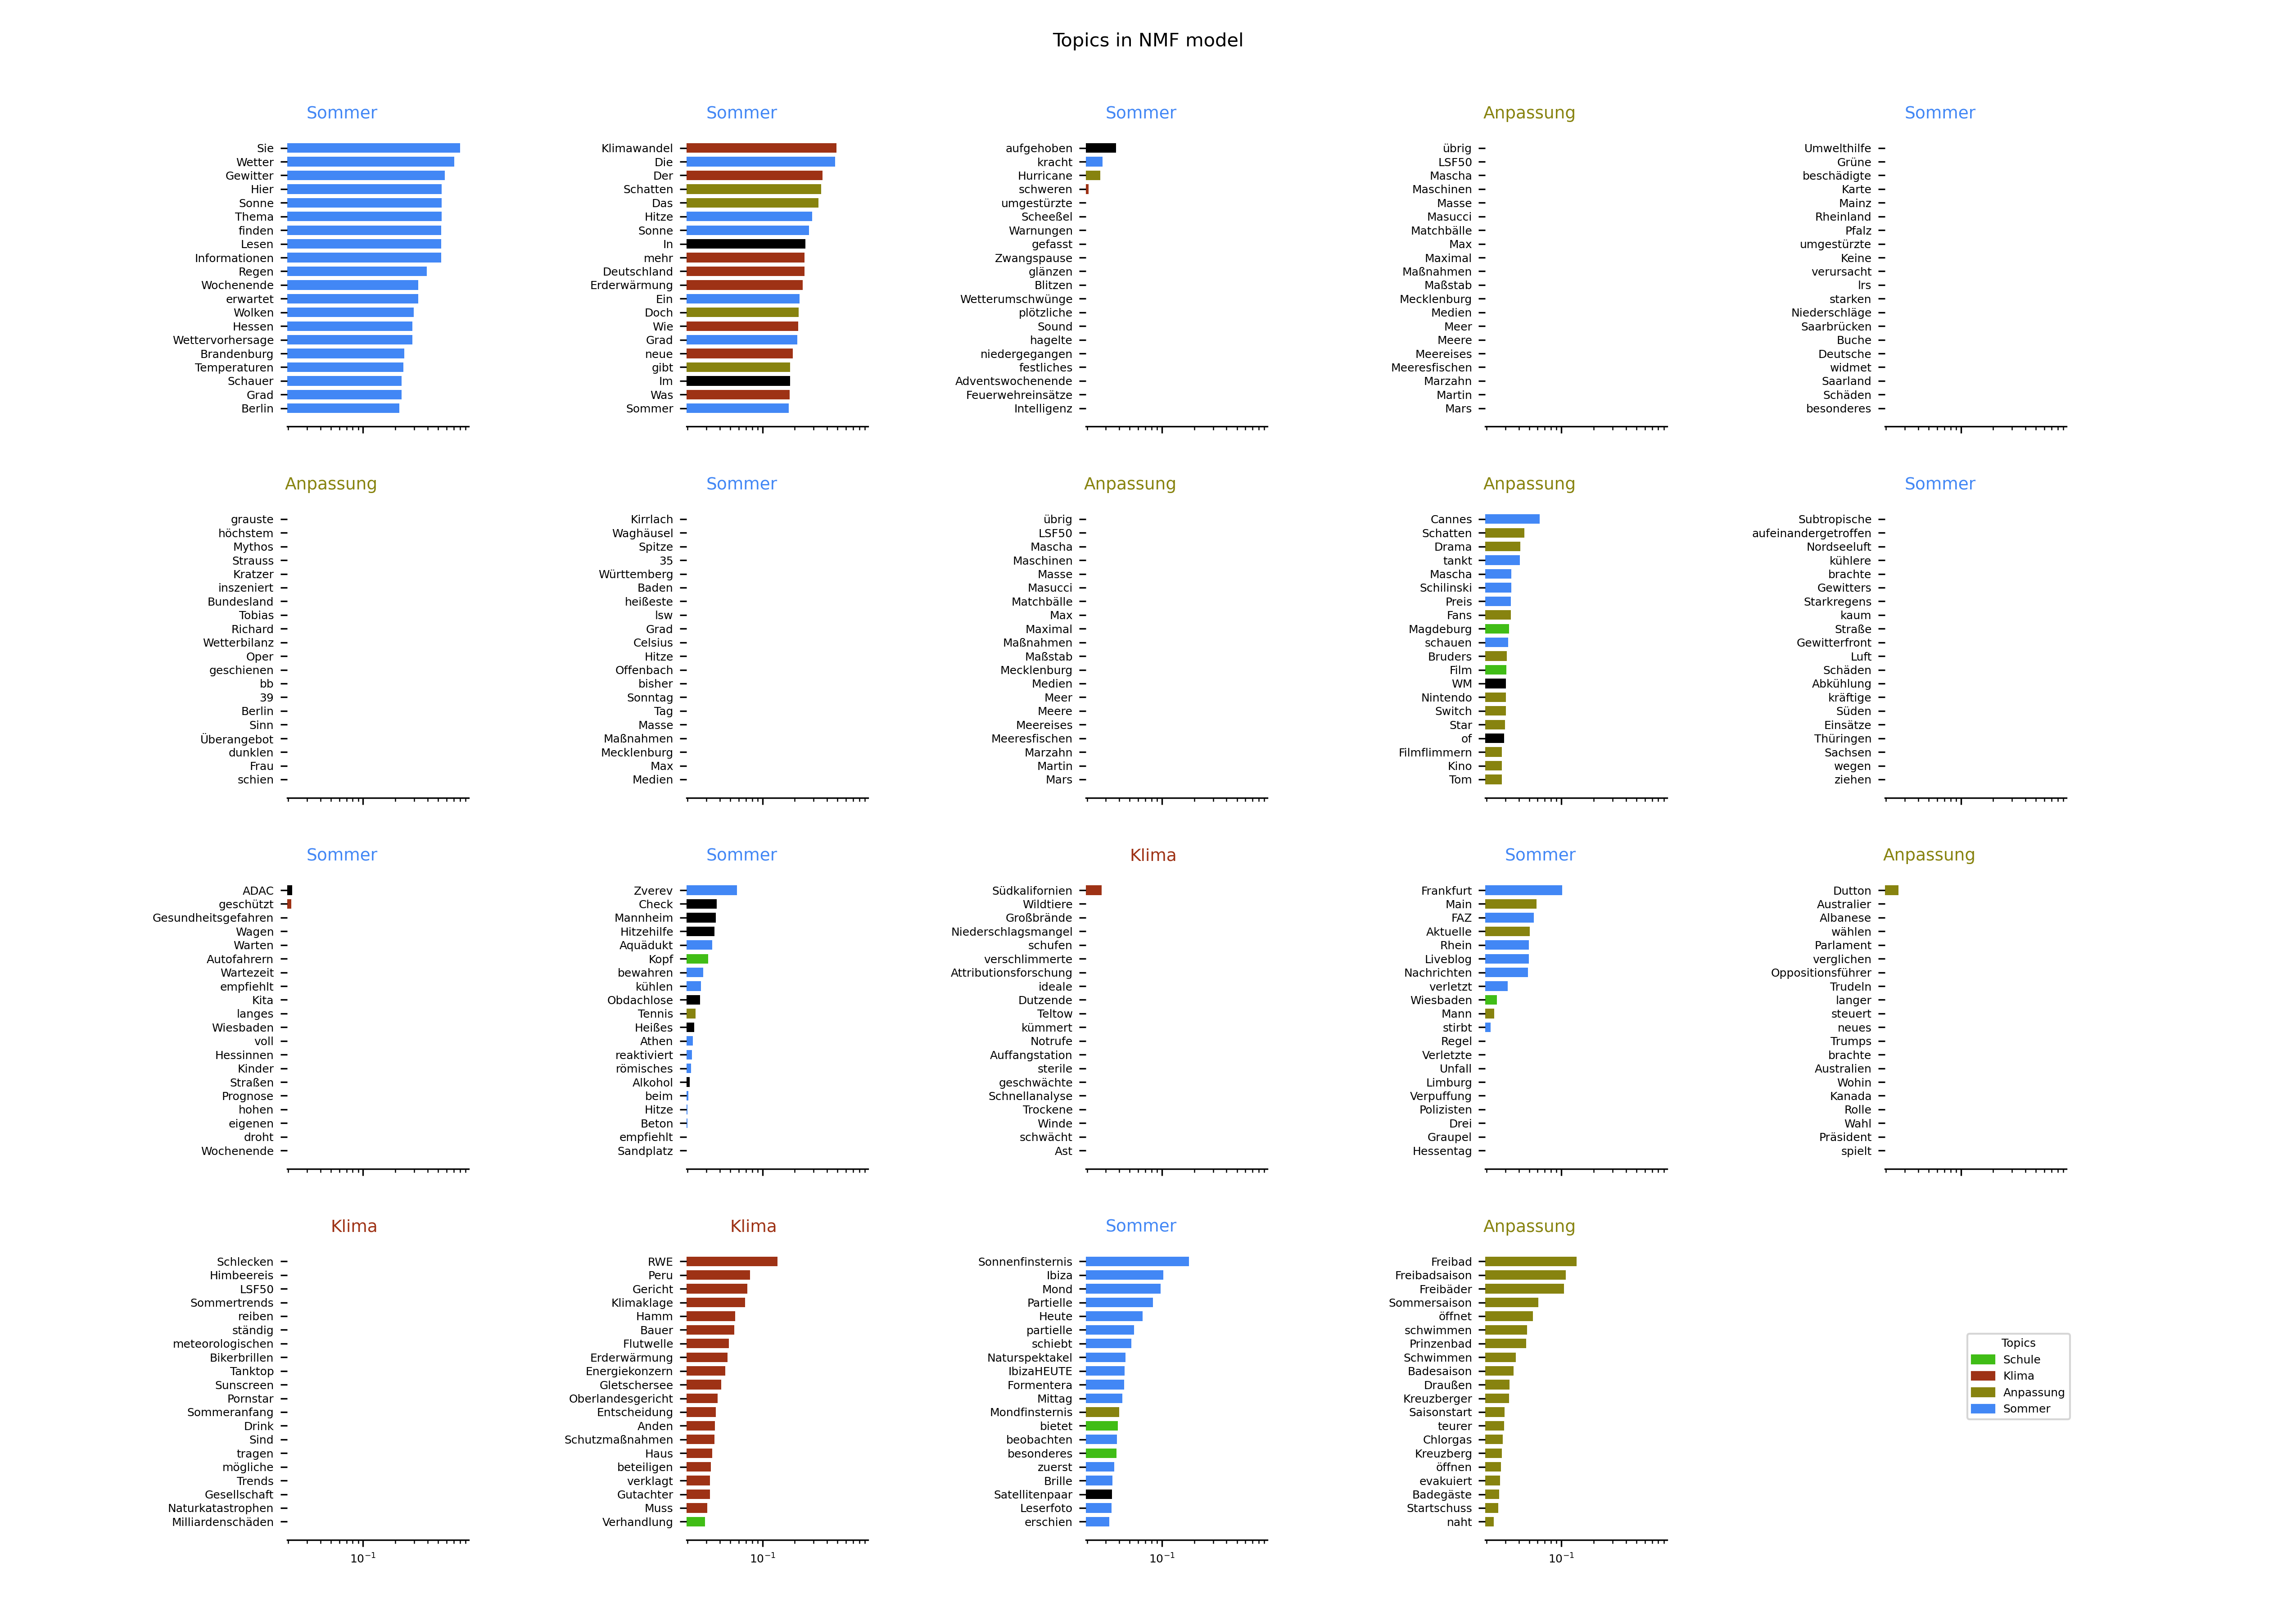 Topics in NMF model
Sommer
Sie
Wetter
Gewitter
Hier
Sonne
Thema
finden
Lesen
Informationen
Regen
Wochenende
erwartet
Wolken
Hessen
Wettervorhersage
Brandenburg
Temperaturen
Schauer
Grad
Berlin
Sommer
Klimawandel
Die
Der
Schatten
Das
Hitze
Sonne
In
mehr
Deutschland
Erderwärmung
Ein
Doch
Wie
Grad
neue
gibt
Im
Was
Sommer
Sommer
aufgehoben
kracht
Hurricane
schweren
umgestürzte
Scheeßel
Warnungen
gefasst
Zwangspause
glänzen
Blitzen
Wetterumschwünge
plötzliche
Sound
hagelte
niedergegangen
festliches
Adventswochenende
Feuerwehreinsätze
Intelligenz
Anpassung
übrig
LSF50
Mascha
Maschinen
Masse
Masucci
Matchbälle
Max
Maximal
Maßnahmen
Maßstab
Mecklenburg
Medien
Meer
Meere
Meereises
Meeresfischen
Marzahn
Martin
Mars
Sommer
Umwelthilfe
Grüne
beschädigte
Karte
Mainz
Rheinland
Pfalz
umgestürzte
Keine
verursacht
lrs
starken
Niederschläge
Saarbrücken
Buche
Deutsche
widmet
Saarland
Schäden
besonderes
Anpassung
grauste
höchstem
Mythos
Strauss
Kratzer
inszeniert
Bundesland
Tobias
Richard
Wetterbilanz
Oper
geschienen
bb
39
Berlin
Sinn
Überangebot
dunklen
Frau
schien
Sommer
Kirrlach
Waghäusel
Spitze
35
Württemberg
Baden
heißeste
lsw
Grad
Celsius
Hitze
Offenbach
bisher
Sonntag
Tag
Masse
Maßnahmen
Mecklenburg
Max
Medien
Anpassung
übrig
LSF50
Mascha
Maschinen
Masse
Masucci
Matchbälle
Max
Maximal
Maßnahmen
Maßstab
Mecklenburg
Medien
Meer
Meere
Meereises
Meeresfischen
Marzahn
Martin
Mars
Anpassung
Cannes
Schatten
Drama
tankt
Mascha
Schilinski
Preis
Fans
Magdeburg
schauen
Bruders
Film
WM
Nintendo
Switch
Star
of
Filmflimmern
Kino
Tom
Sommer
Subtropische
aufeinandergetroffen
Nordseeluft
kühlere
brachte
Gewitters
Starkregens
kaum
Straße
Gewitterfront
Luft
Schäden
Abkühlung
kräftige
Süden
Einsätze
Thüringen
Sachsen
wegen
ziehen
Sommer
ADAC
geschützt
Gesundheitsgefahren
Wagen
Warten
Autofahrern
Wartezeit
empfiehlt
Kita
langes
Wiesbaden
voll
Hessinnen
Kinder
Straßen
Prognose
hohen
eigenen
droht
Wochenende
Sommer
Zverev
Check
Mannheim
Hitzehilfe
Aquädukt
Kopf
bewahren
kühlen
Obdachlose
Tennis
Heißes
Athen
reaktiviert
römisches
Alkohol
beim
Hitze
Beton
empfiehlt
Sandplatz
Klima
Südkalifornien
Wildtiere
Großbrände
Niederschlagsmangel
schufen
verschlimmerte
Attributionsforschung
ideale
Dutzende
Teltow
kümmert
Notrufe
Auffangstation
sterile
geschwächte
Schnellanalyse
Trockene
Winde
schwächt
Ast
Sommer
Frankfurt
Main
FAZ
Aktuelle
Rhein
Liveblog
Nachrichten
verletzt
Wiesbaden
Mann
stirbt
Regel
Verletzte
Unfall
Limburg
Verpuffung
Polizisten
Drei
Graupel
Hessentag
Anpassung
Dutton
Australier
Albanese
wählen
Parlament
verglichen
Oppositionsführer
Trudeln
langer
steuert
neues
Trumps
brachte
Australien
Wohin
Kanada
Rolle
Wahl
Präsident
spielt
Klima
Schlecken
Himbeereis
LSF50
Sommertrends
reiben
ständig
meteorologischen
Bikerbrillen
Tanktop
Sunscreen
Pornstar
Sommeranfang
Drink
Sind
tragen
mögliche
Trends
Gesellschaft
Naturkatastrophen
Milliardenschäden
10⁻¹
Klima
RWE
Peru
Gericht
Klimaklage
Hamm
Bauer
Flutwelle
Erderwärmung
Energiekonzern
Gletschersee
Oberlandesgericht
Entscheidung
Anden
Schutzmaßnahmen
Haus
beteiligen
verklagt
Gutachter
Muss
Verhandlung
10⁻¹
Sommer
Sonnenfinsternis
Ibiza
Mond
Partielle
Heute
partielle
schiebt
Naturspektakel
IbizaHEUTE
Formentera
Mittag
Mondfinsternis
bietet
beobachten
besonderes
zuerst
Brille
Satellitenpaar
Leserfoto
erschien
10⁻¹
Anpassung
Freibad
Freibadsaison
Freibäder
Sommersaison
öffnet
schwimmen
Prinzenbad
Schwimmen
Badesaison
Draußen
Kreuzberger
Saisonstart
teurer
Chlorgas
Kreuzberg
öffnen
evakuiert
Badegäste
Startschuss
naht
10⁻¹
Topics
Schule
Klima
Anpassung
Sommer